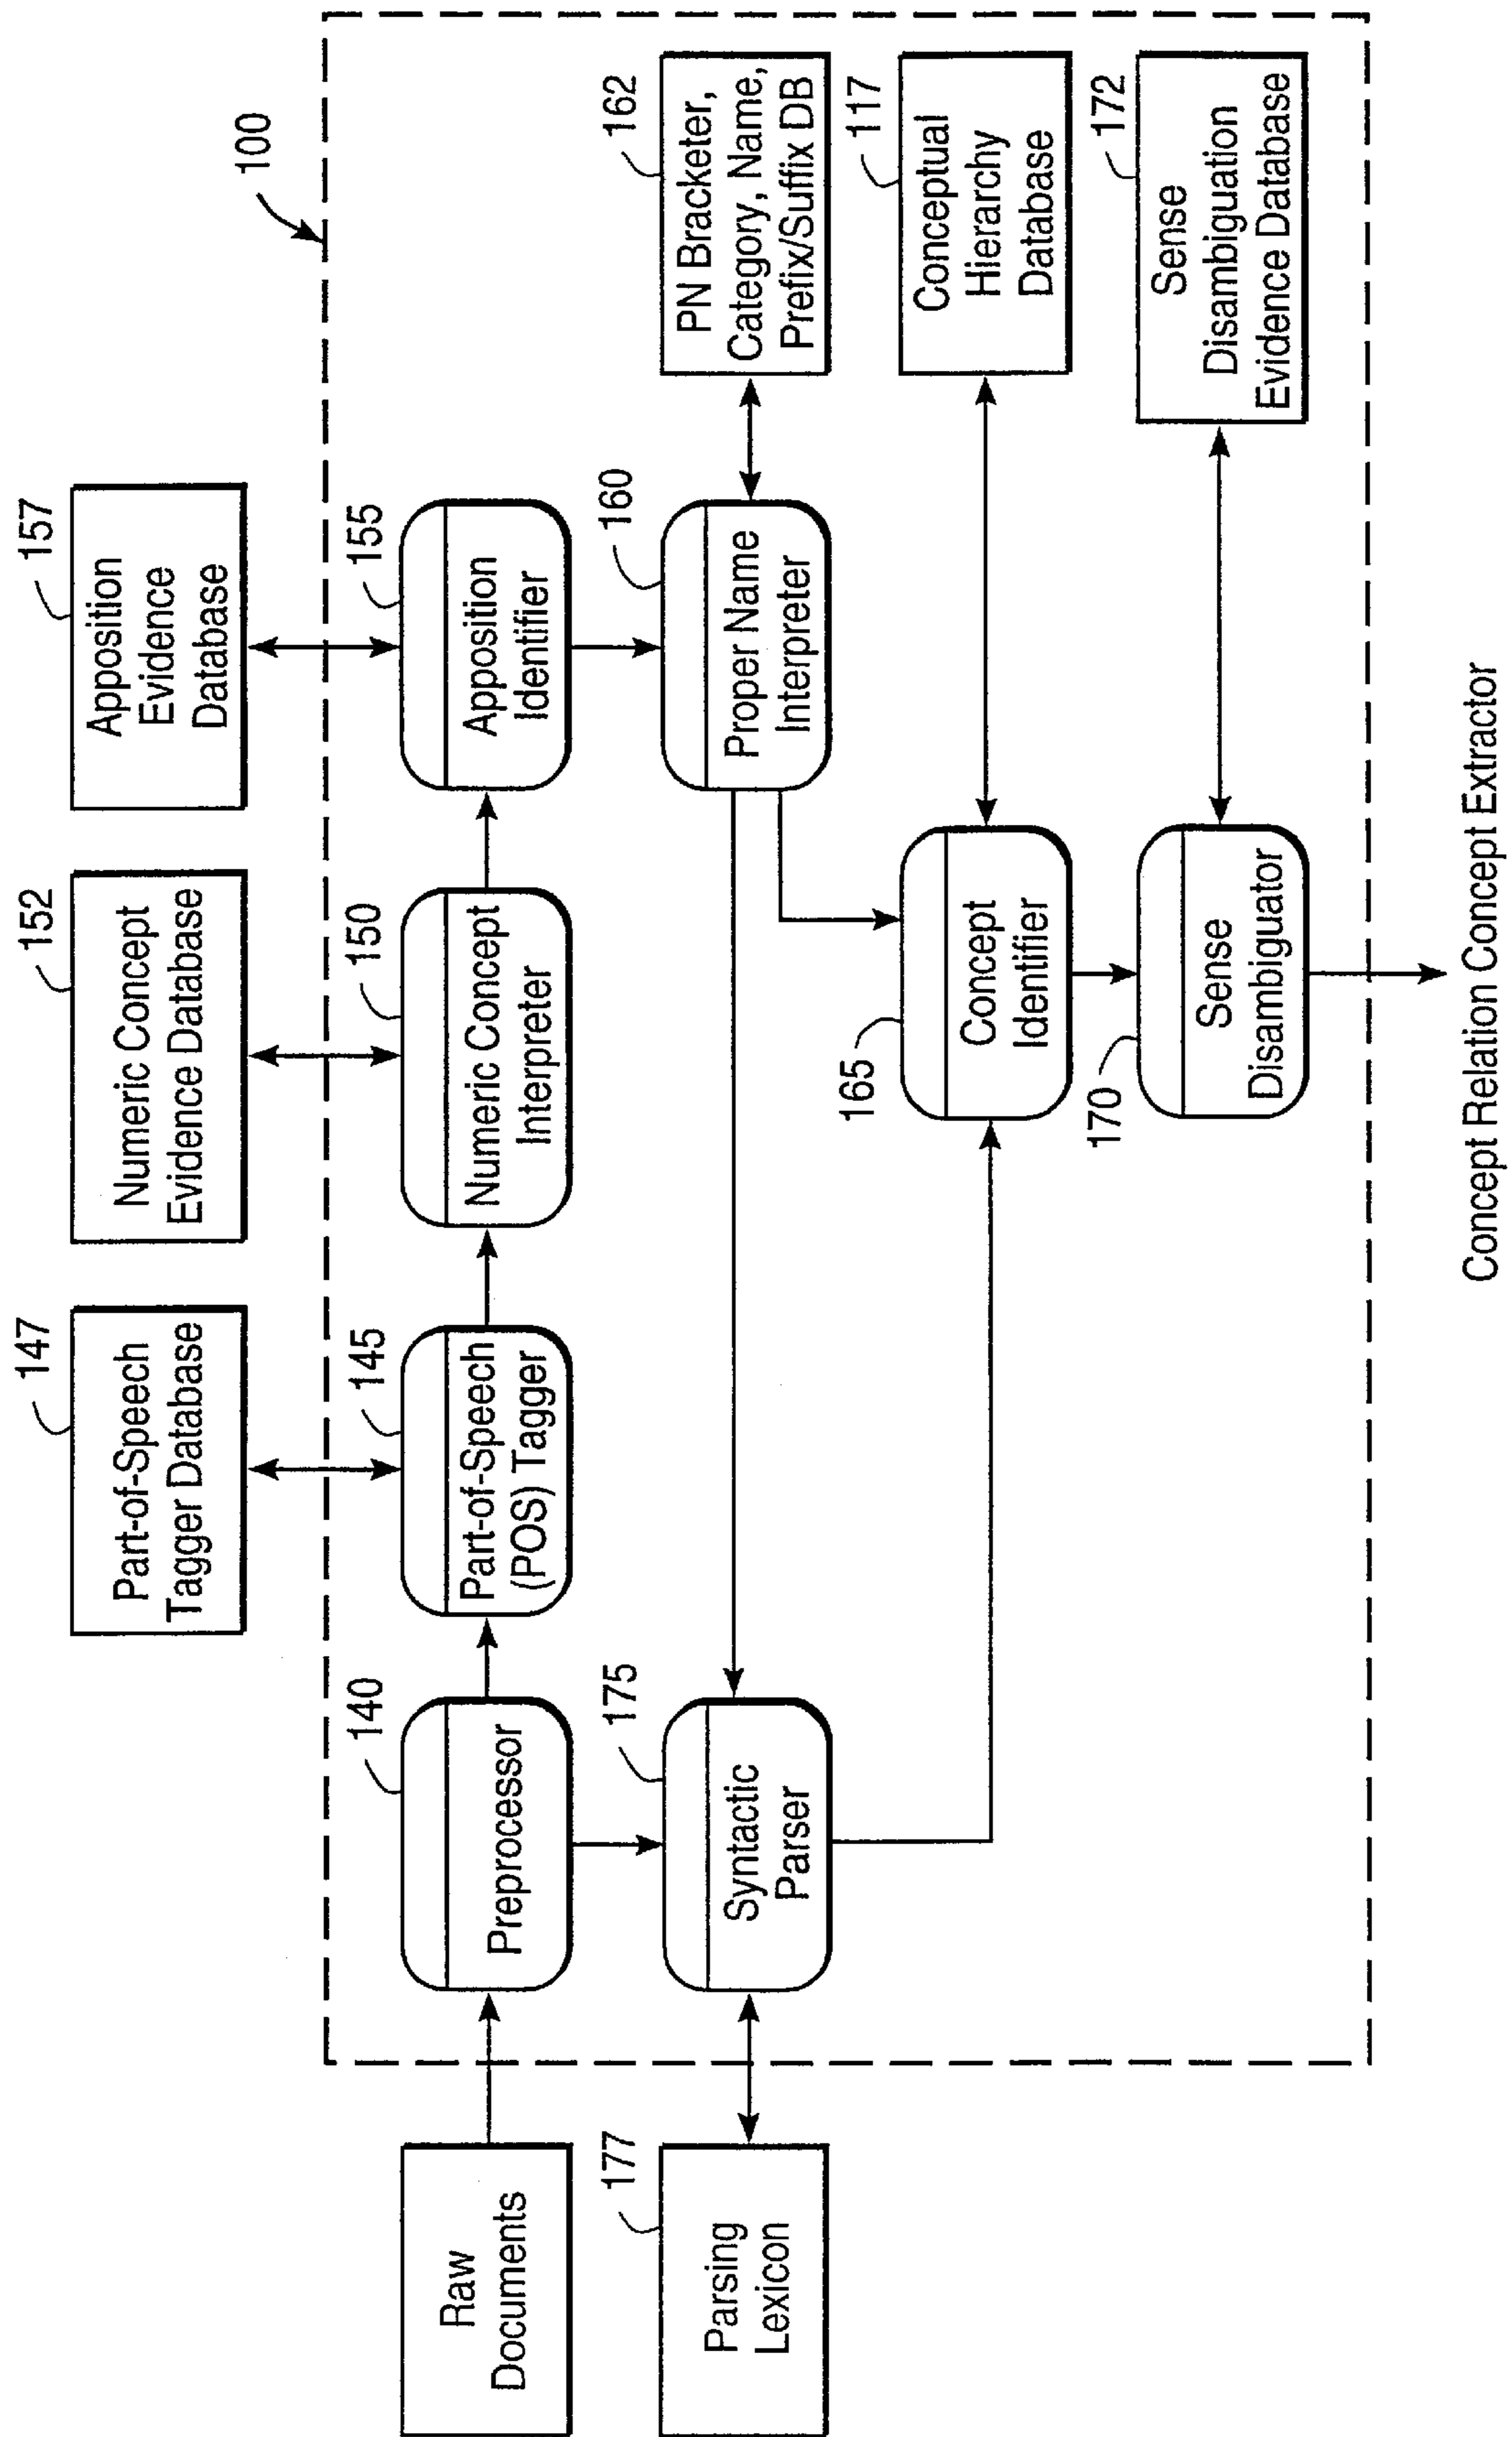 157
Apposition
Evidence
Database
152
Numeric Concept
Evidence Database
147
Part-of-Speech
Tagger Database
100
155
Apposition
Identifier
150
Numeric Concept
Interpreter
145
Part-of-Speech
(POS) Tagger
140
Preprocessor
Raw
Documents
162
PN Bracketer,
Category, Name,
Prefix/Suffix DB
160
Proper Name
Interpreter
175
Syntactic
Parser
177
Parsing
Lexicon
117
Conceptual
Hierarchy
Database
165
Concept
Identifier
172
Sense
Disambiguation
Evidence Database
170
Sense
Disambiguator
Concept Relation Concept Extractor